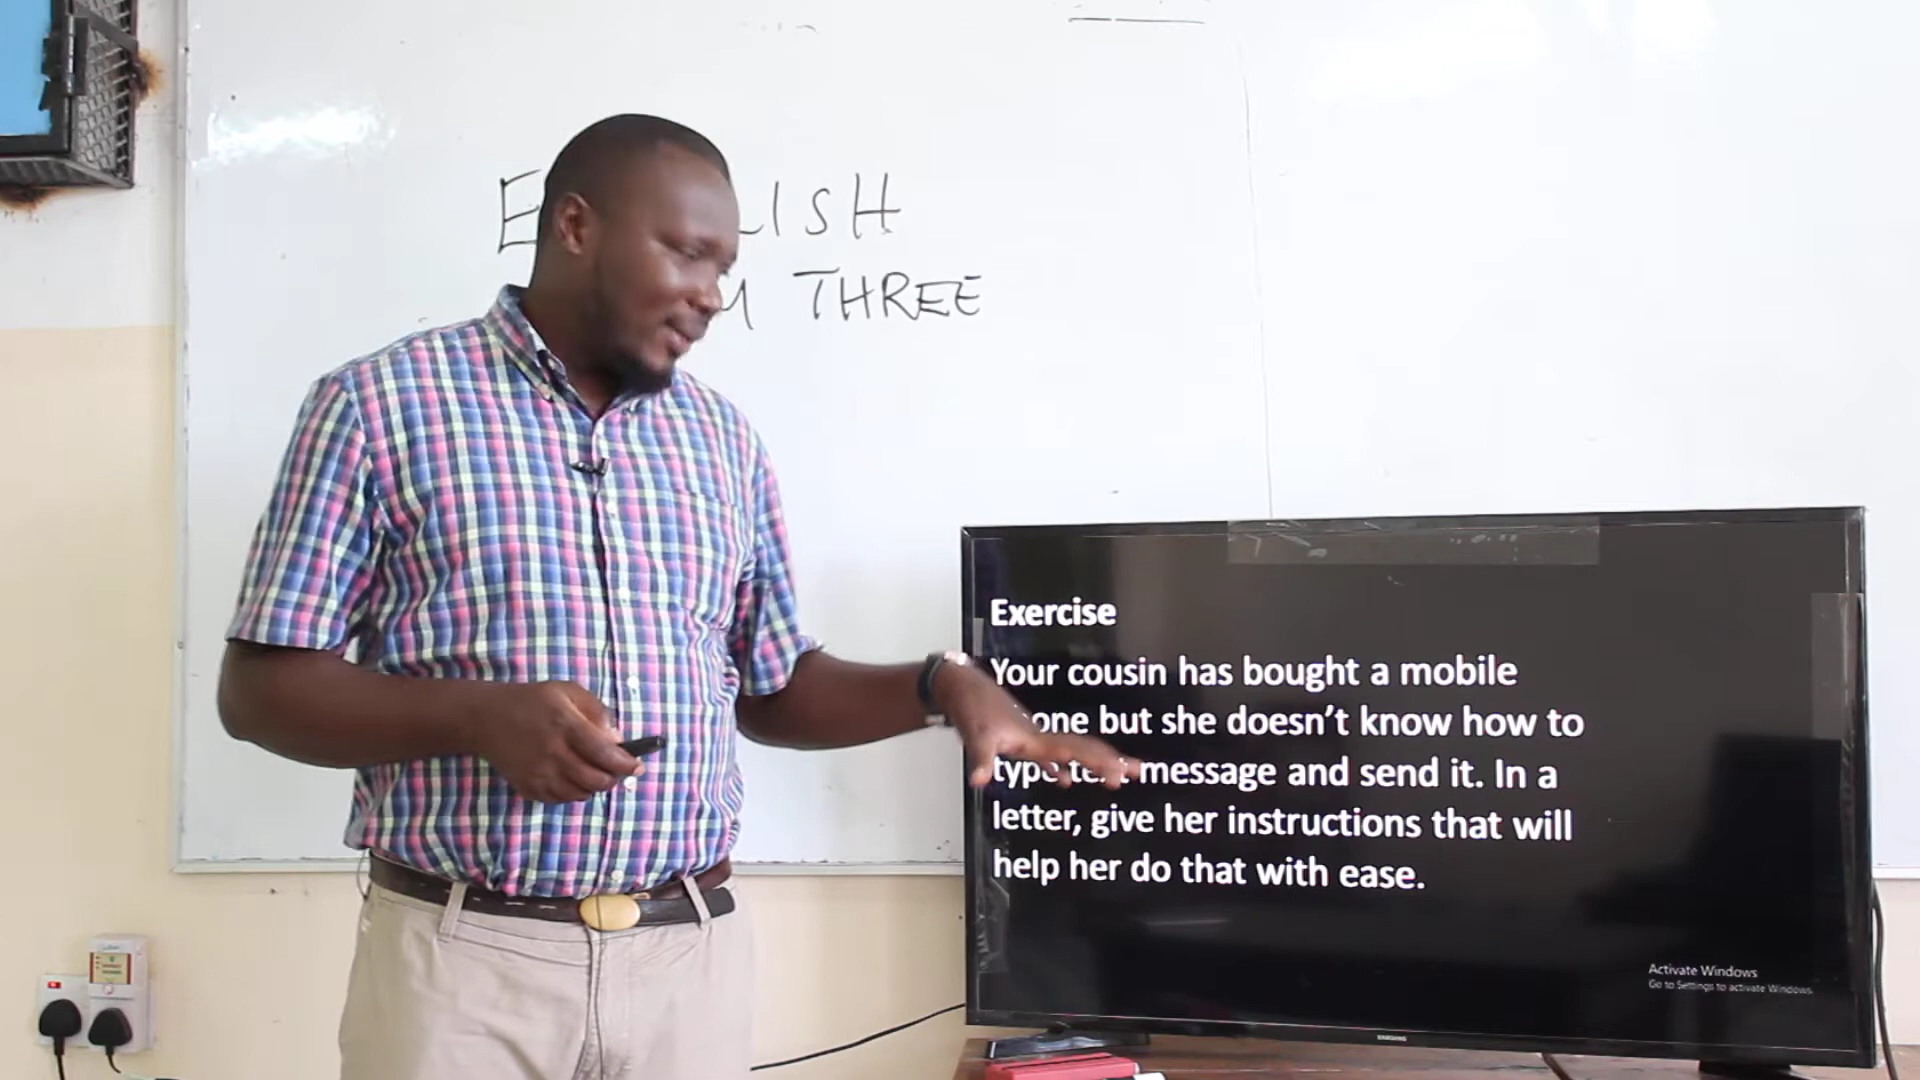 LISH
THREE
Exercise
Your cousin has bought a mobile
but she doesn't know how to
message and send it. In a
letter, give her instructions that will
help her do that with ease.
Activate Windows
Go to Settings to activate Windows.
SAMSUNG